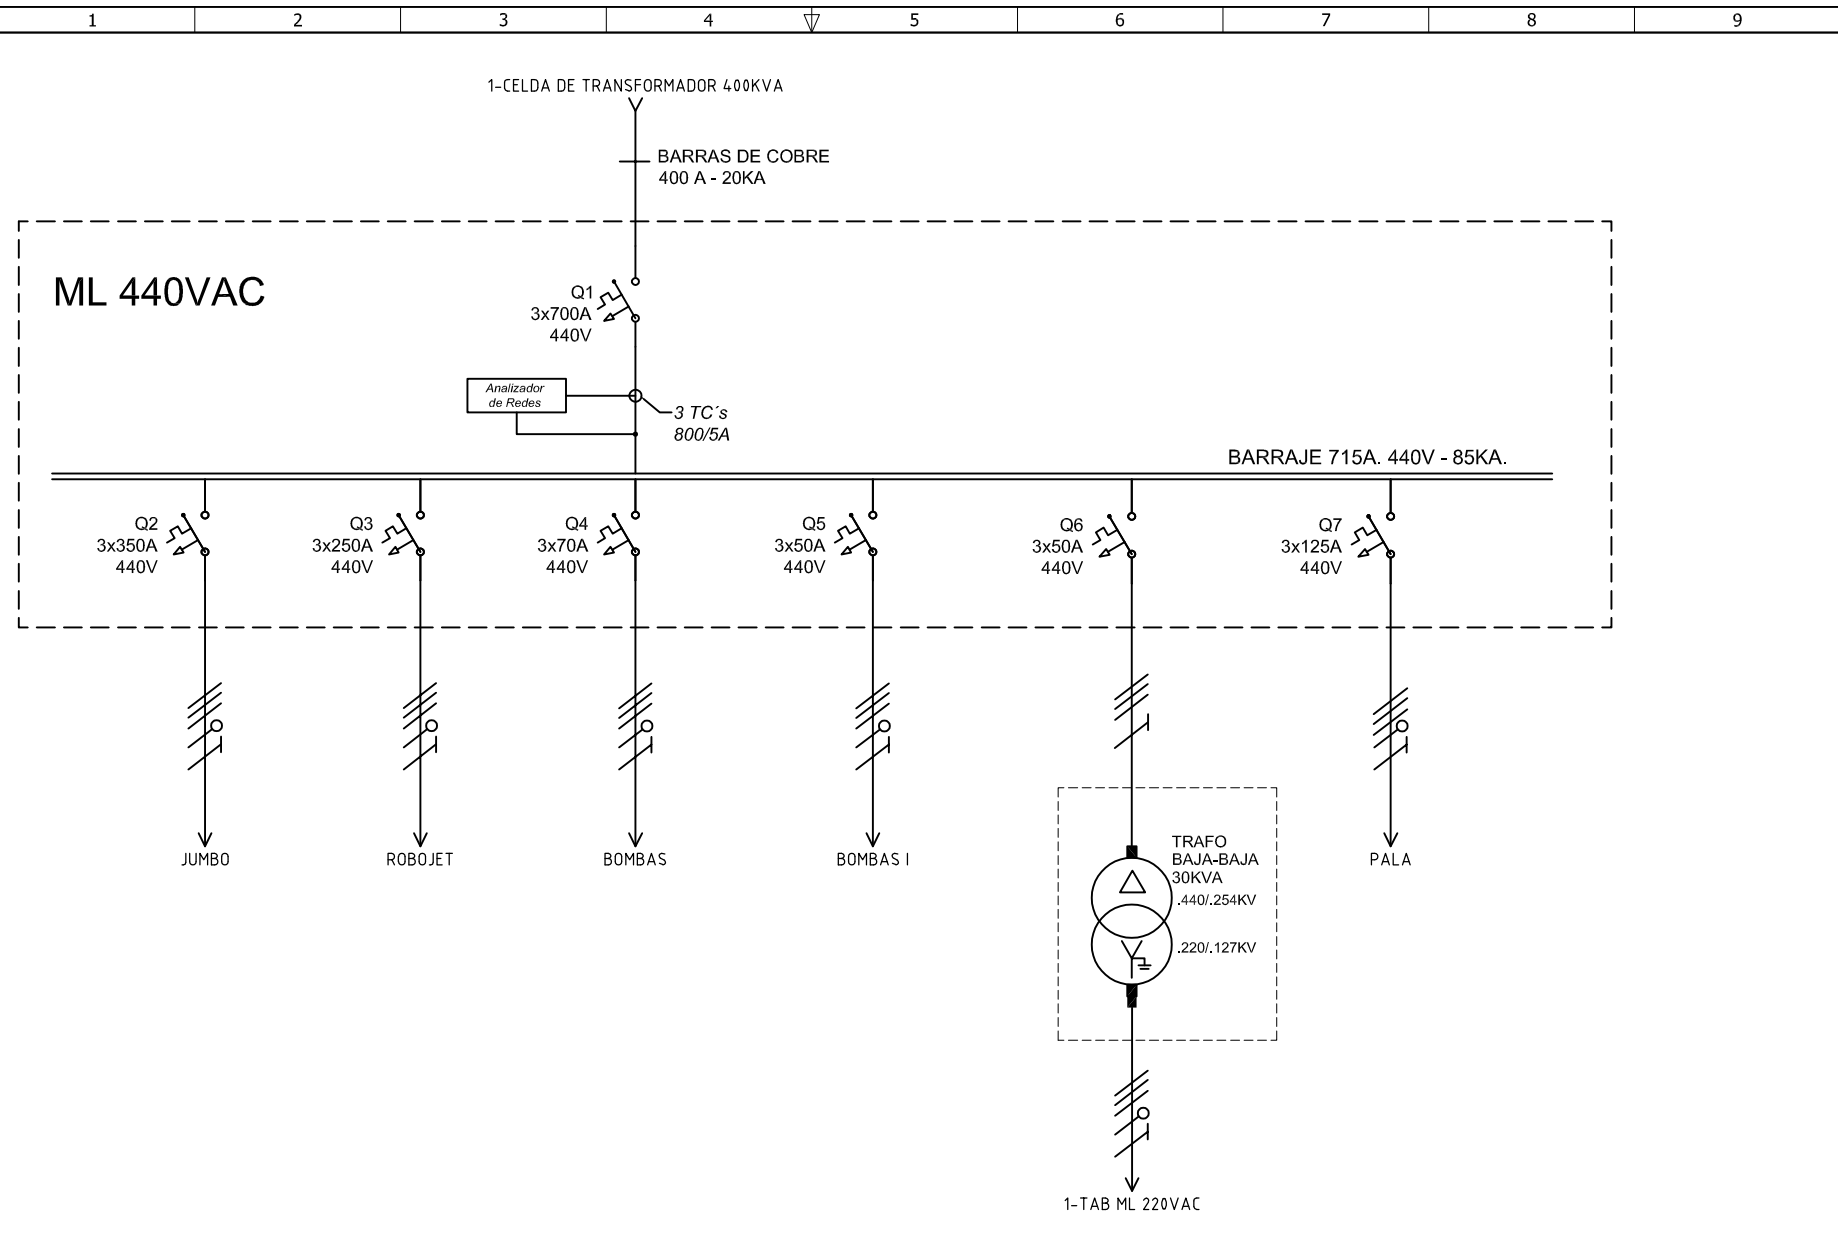 1 2 3 4 5 6 7 8 9
1-CELDA DE TRANSFORMADOR 400KVA
BARRAS DE COBRE
400 A - 20KA
ML 440VAC
Q1
3x700A
440V
Analizador
de Redes
3 TC´s
800/5A
BARRAJE 715A. 440V - 85KA.
Q2
3x350A
440V
Q3
3x250A
440V
Q4
3x70A
440V
Q5
3x50A
440V
Q6
3x50A
440V
Q7
3x125A
440V
JUMBO
ROBOJET
BOMBAS
BOMBAS I
TRAFO
BAJA-BAJA
30KVA
.440/.254KV
.220/.127KV
PALA
1-TAB ML 220VAC